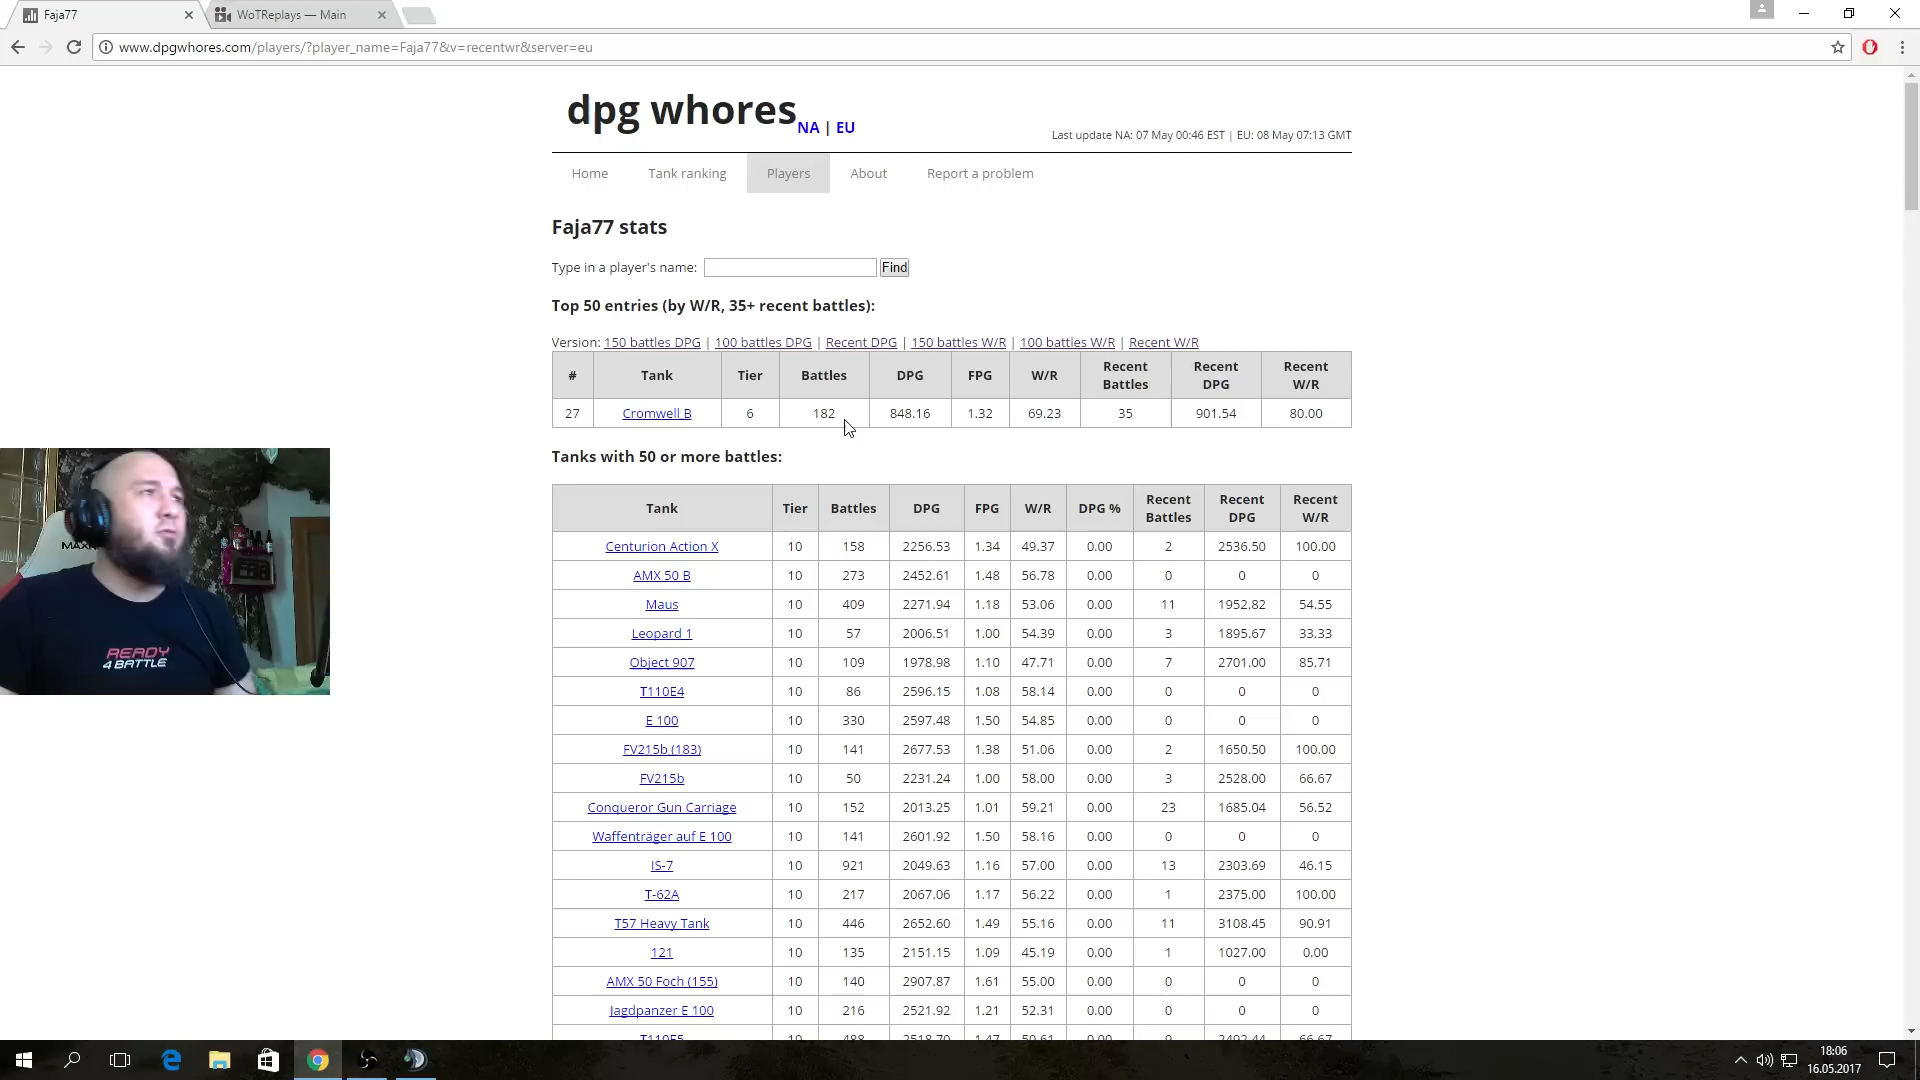 Faja77
WoTReplays — Main
www.dpgwhores.com/players/?player_name=Faja77&v=recentwr&server=eu
dpg whores NA | EU
Last update NA: 07 May 00:46 EST | EU: 08 May 07:13 GMT
Home Tank ranking Players About Report a problem
Faja77 stats
Type in a player's name: Find
Top 50 entries (by W/R, 35+ recent battles):
Version: 150 battles DPG | 100 battles DPG | Recent DPG | 150 battles W/R | 100 battles W/R | Recent W/R
# Tank Tier Battles DPG FPG W/R Recent Battles Recent DPG Recent W/R
27 Cromwell B 6 182 848.16 1.32 69.23 35 901.54 80.00
Tanks with 50 or more battles:
Tank Tier Battles DPG FPG W/R DPG % Recent Battles Recent DPG Recent W/R
Centurion Action X 10 158 2256.53 1.34 49.37 0.00 2 2536.50 100.00
AMX 50 B 10 273 2452.61 1.48 56.78 0.00 0 0 0
Maus 10 409 2271.94 1.18 53.06 0.00 11 1952.82 54.55
Leopard 1 10 57 2006.51 1.00 54.39 0.00 3 1895.67 33.33
Object 907 10 109 1978.98 1.10 47.71 0.00 7 2701.00 85.71
T110E4 10 86 2596.15 1.08 58.14 0.00 0 0 0
E 100 10 330 2597.48 1.50 54.85 0.00 0 0 0
FV215b (183) 10 141 2677.53 1.38 51.06 0.00 2 1650.50 100.00
FV215b 10 50 2231.24 1.00 58.00 0.00 3 2528.00 66.67
Conqueror Gun Carriage 10 152 2013.25 1.01 59.21 0.00 23 1685.04 56.52
Waffenträger auf E 100 10 141 2601.92 1.50 58.16 0.00 0 0 0
IS-7 10 921 2049.63 1.16 57.00 0.00 13 2303.69 46.15
T-62A 10 217 2067.06 1.17 56.22 0.00 1 2375.00 100.00
T57 Heavy Tank 10 446 2652.60 1.49 55.16 0.00 11 3108.45 90.91
121 10 135 2151.15 1.09 45.19 0.00 1 1027.00 0.00
AMX 50 Foch (155) 10 140 2907.87 1.61 55.00 0.00 0 0 0
Jagdpanzer E 100 10 216 2521.92 1.21 52.31 0.00 0 0 0
READY
4 BATTLE
18:06
16.05.2017